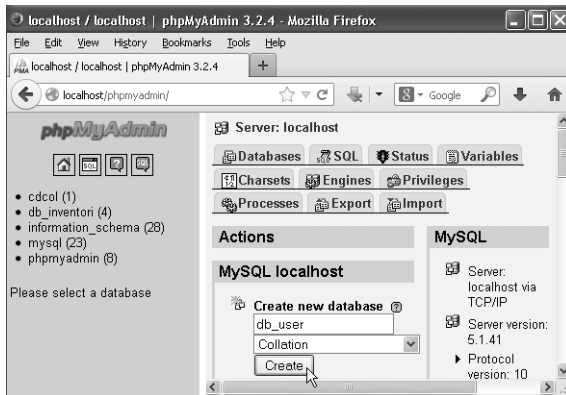 localhost / localhost | phpMyAdmin 3.2.4 - Mozilla Firefox
File Edit View History Bookmarks Tools Help
PMA localhost / localhost | phpMyAdmin 3.2.4 +
localhost/phpmyadmin/
8 Google
phpMyAdmin
SQL
cdcol (1)
db_inventori (4)
information_schema (28)
mysql (23)
phpmyadmin (8)
Please select a database
Server: localhost
Databases SQL Status Variables
Charsets Engines Privileges
Processes Export Import
Actions
MySQL localhost
Create new database
db_user
Collation
Create
MySQL
Server:
localhost via
TCP/IP
Server version:
5.1.41
Protocol
version: 10